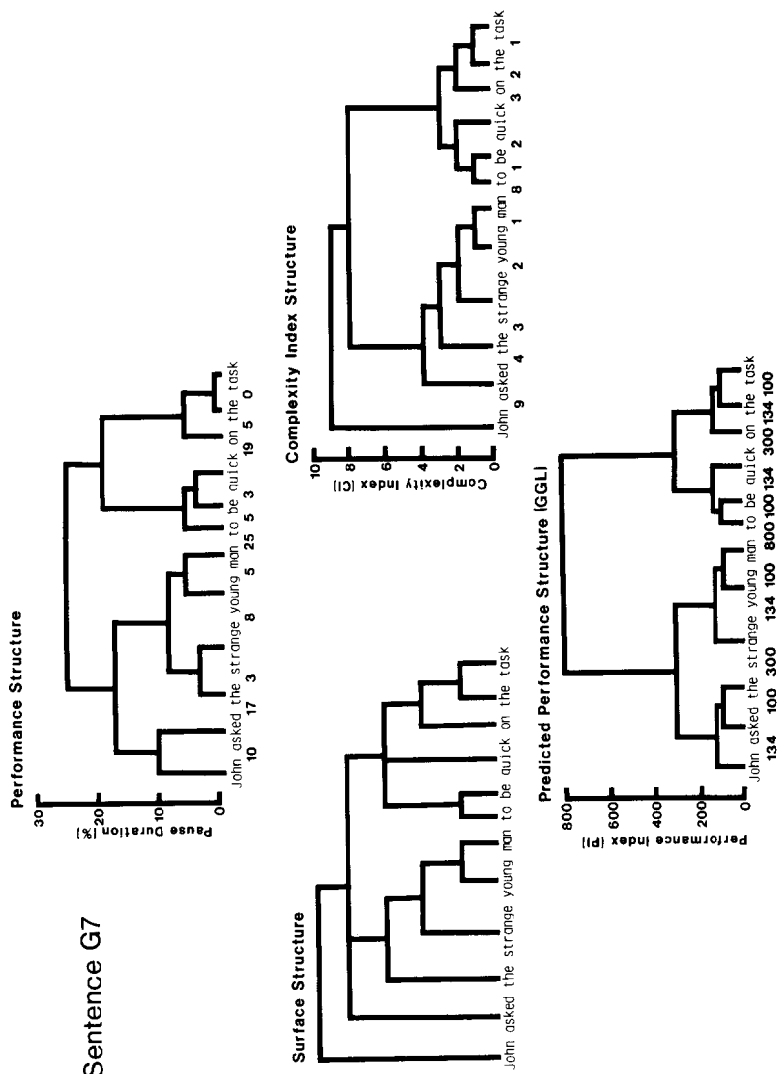 Sentence G7
Performance Structure
30
20
10
0
Pause Duration (%)
John asked the strange young man to be quick on the task
10 17 3 8 5 25 5 3 19 5 0
Surface Structure
John asked the strange young man to be quick on the task
Complexity Index Structure
10
8
6
4
2
0
Complexity Index (CI)
John asked the strange young man to be quick on the task
9 4 3 2 1 8 1 2 3 2 1
Predicted Performance Structure (GGL)
800
600
400
200
0
Performance Index (PI)
John asked the strange young man to be quick on the task
134 100 300 134 100 800 100 134 300 134 100